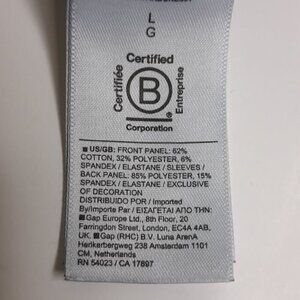 L
G
Certified
Certifiée
Entreprise
B
®
Corporation
■ US/GB: FRONT PANEL: 62%
COTTON, 32% POLYESTER, 6%
SPANDEX / ELASTANE / SLEEVES /
BACK PANEL: 85% POLYESTER, 15%
SPANDEX / ELASTANE / EXCLUSIVE
OF DECORATION
DISTRIBUIDO POR / Imported
By/Importe Par / ΕΙΣΑΓΕΤΑΙ ΑΠΟ ΤΗΝ:
■Gap Europe Ltd., 8th Floor, 20
Farringdon Street, London, EC4A 4AB,
UK. ■Gap (RHC) B.V. Luna ArenA
Herikerbergweg 238 Amsterdam 1101
CM, Netherlands
RN 54023 / CA 17897